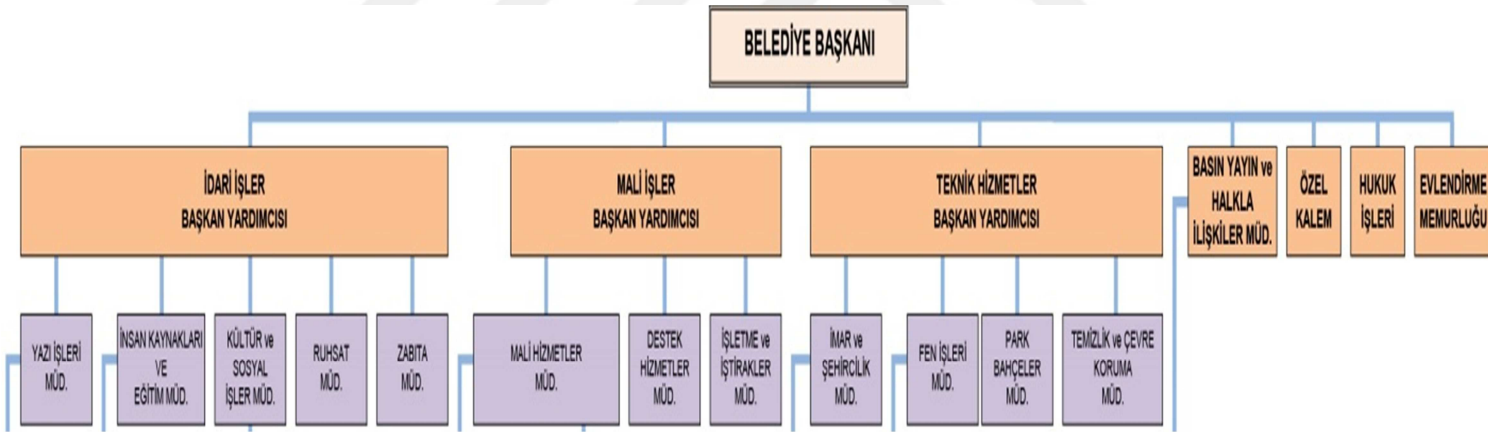 BELEDİYE BAŞKANI
İDARİ İŞLER
BAŞKAN YARDIMCISI
MALİ İŞLER
BAŞKAN YARDIMCISI
TEKNİK HİZMETLER
BAŞKAN YARDIMCISI
BASIN YAYIN ve
HALKLA
İLİŞKİLER MÜD.
ÖZEL
KALEM
HUKUK
İŞLERİ
EVLENDİRME
MEMURLUĞU
YAZI İŞLERİ
MÜD.
İNSAN KAYNAKLARI
VE
EĞİTİM MÜD.
KÜLTÜR ve
SOSYAL
İŞLER MÜD.
RUHSAT
MÜD.
ZABITA
MÜD.
MALİ HİZMETLER
MÜD.
DESTEK
HİZMETLER
MÜD.
İŞLETME ve
İŞTİRAKLER
MÜD.
İMAR ve
ŞEHİRCİLİK
MÜD.
FEN İŞLERİ
MÜD.
PARK
BAHÇELER
MÜD.
TEMİZLİK ve ÇEVRE
KORUMA
MÜD.